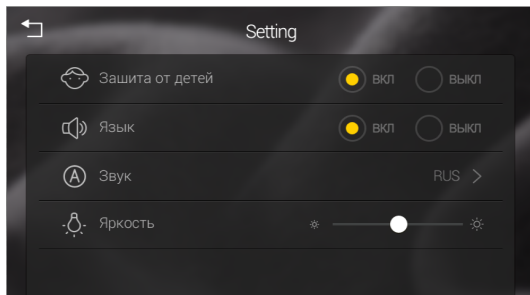 Setting
Зашита от детей ВКЛ ВЫКЛ
Язык ВКЛ ВЫКЛ
A Звук RUS >
Яркость